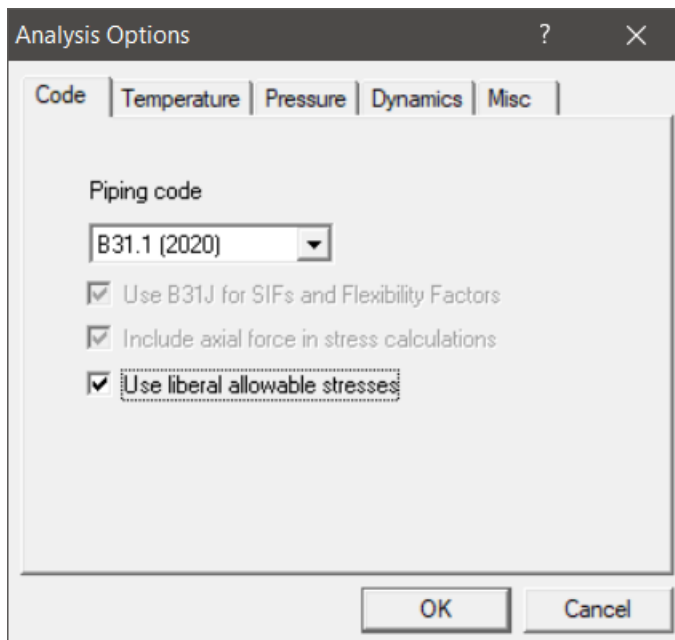 Analysis Options ?
Code Temperature Pressure Dynamics Misc
Piping code
B31.1 (2020)
Use B31J for SIFs and Flexibility Factors
Include axial force in stress calculations
Use liberal allowable stresses
OK Cancel